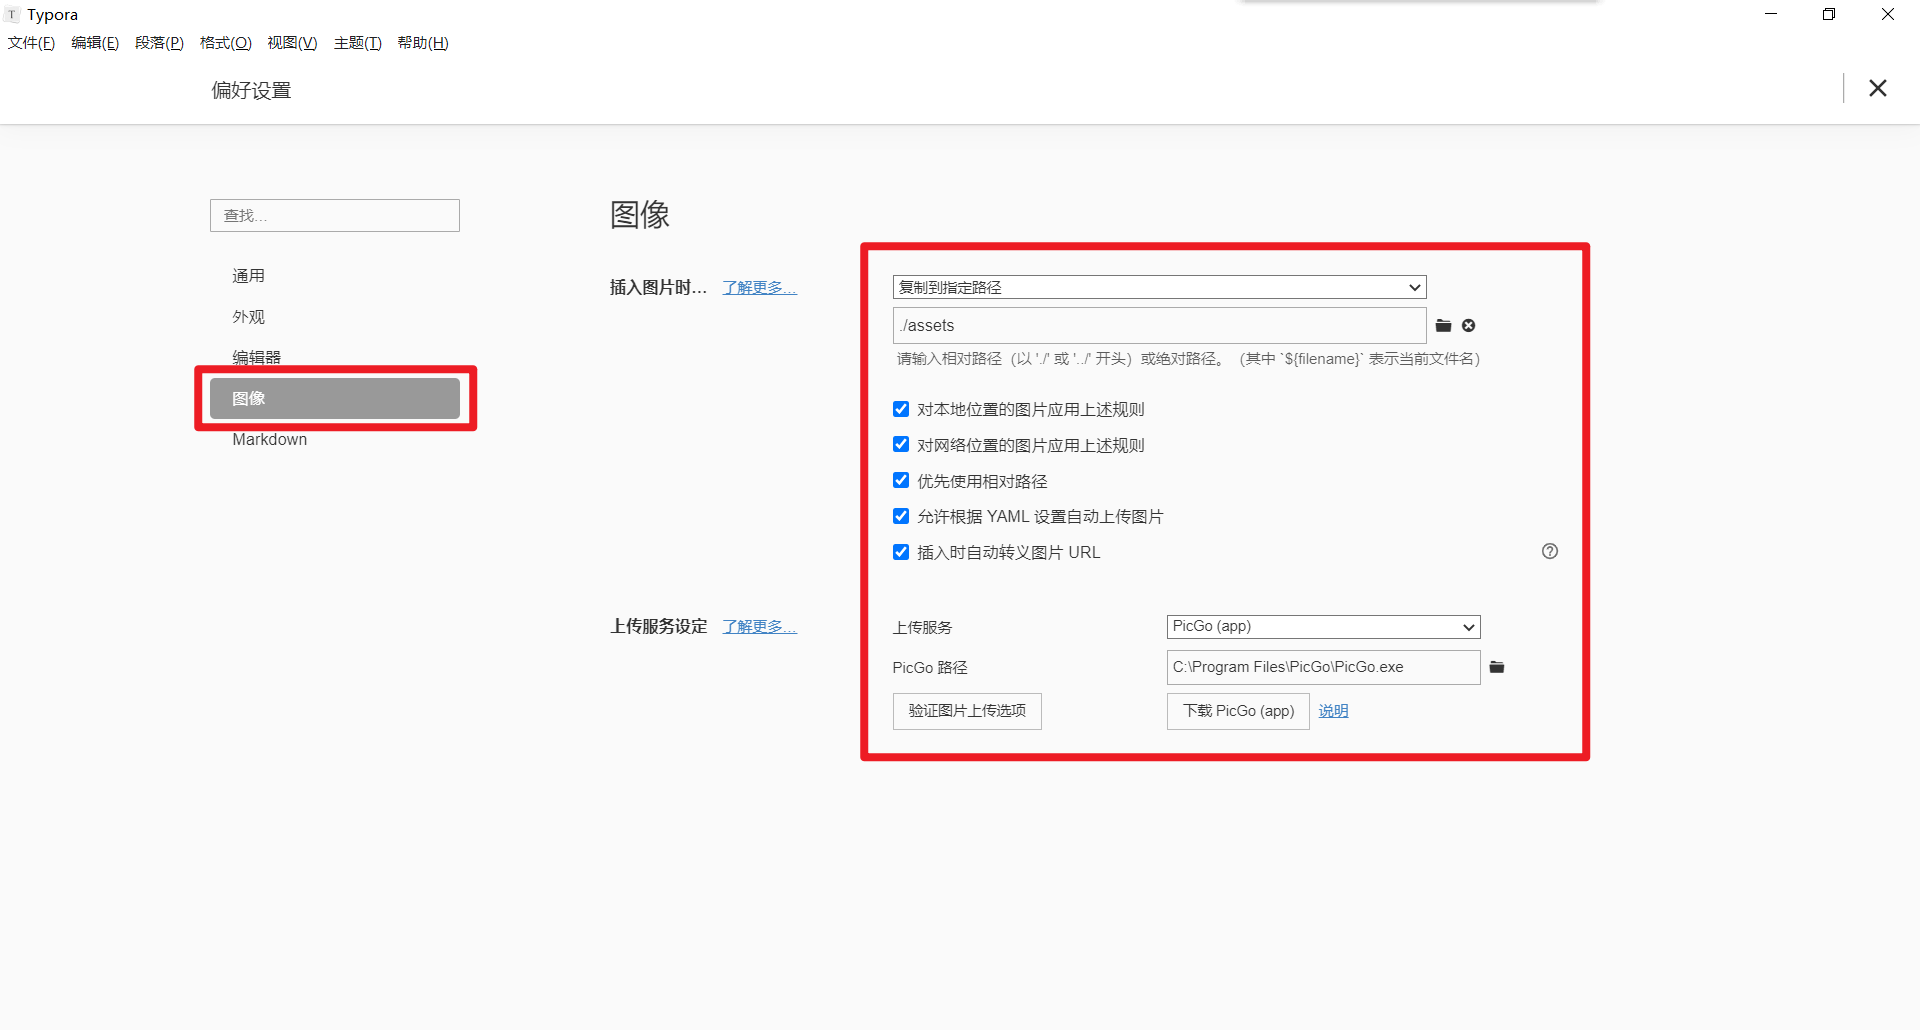 Typora
文件(F) 编辑(E) 段落(P) 格式(O) 视图(V) 主题(T) 帮助(H)
偏好设置
查找...
通用
外观
编辑器
图像
Markdown
图像
插入图片时... 了解更多...
复制到指定路径
./assets
请输入相对路径（以 './' 或 '../' 开头）或绝对路径。（其中 `${filename}` 表示当前文件名）
对本地位置的图片应用上述规则
对网络位置的图片应用上述规则
优先使用相对路径
允许根据 YAML 设置自动上传图片
插入时自动转义图片 URL
上传服务设定 了解更多...
上传服务 PicGo (app)
PicGo 路径 C:\Program Files\PicGo\PicGo.exe
验证图片上传选项 下载 PicGo (app) 说明